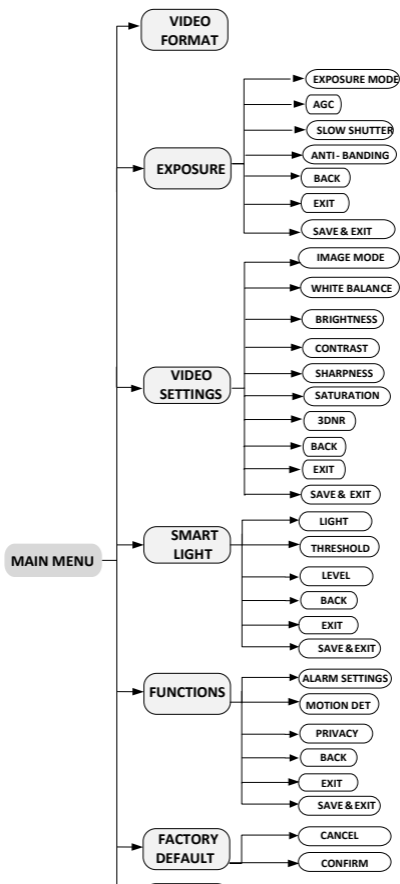 VIDEO
FORMAT
EXPOSURE MODE
AGC
SLOW SHUTTER
ANTI - BANDING
EXPOSURE
BACK
EXIT
SAVE & EXIT
IMAGE MODE
WHITE BALANCE
BRIGHTNESS
CONTRAST
VIDEO
SETTINGS
SHARPNESS
SATURATION
3DNR
BACK
EXIT
SAVE & EXIT
MAIN MENU
SMART
LIGHT
LIGHT
THRESHOLD
LEVEL
BACK
EXIT
SAVE & EXIT
FUNCTIONS
ALARM SETTINGS
MOTION DET
PRIVACY
BACK
EXIT
SAVE & EXIT
FACTORY
DEFAULT
CANCEL
CONFIRM